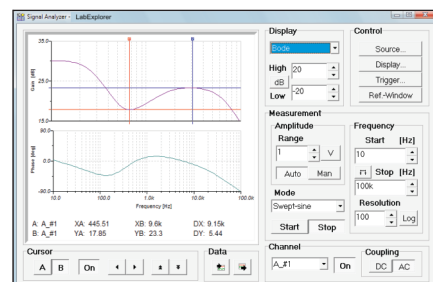 Signal Analyzer - LabExplorer
35.0
Gain [dB]
15.0
90.0
Phase [deg]
0.0
-90.0
10.0 100.0 1.0k 10.0k 100.0k
Frequency [Hz]
A: A_#1 XA: 445.51 XB: 9.6k DX: 9.15k
B: A_#1 YA: 17.85 YB: 23.3 DY: 5.44
Cursor
A B On
Data
Display
Bode
High 20
dB
Low -20
Control
Source...
Display...
Trigger...
Ref.-Window
Measurement
Amplitude
Range
1 V
Auto Man
Mode
Swept-sine
Start Stop
Frequency
Start [Hz]
10
Stop [Hz]
100k
Resolution
100 Log
Channel
A_#1 On
Coupling
DC AC